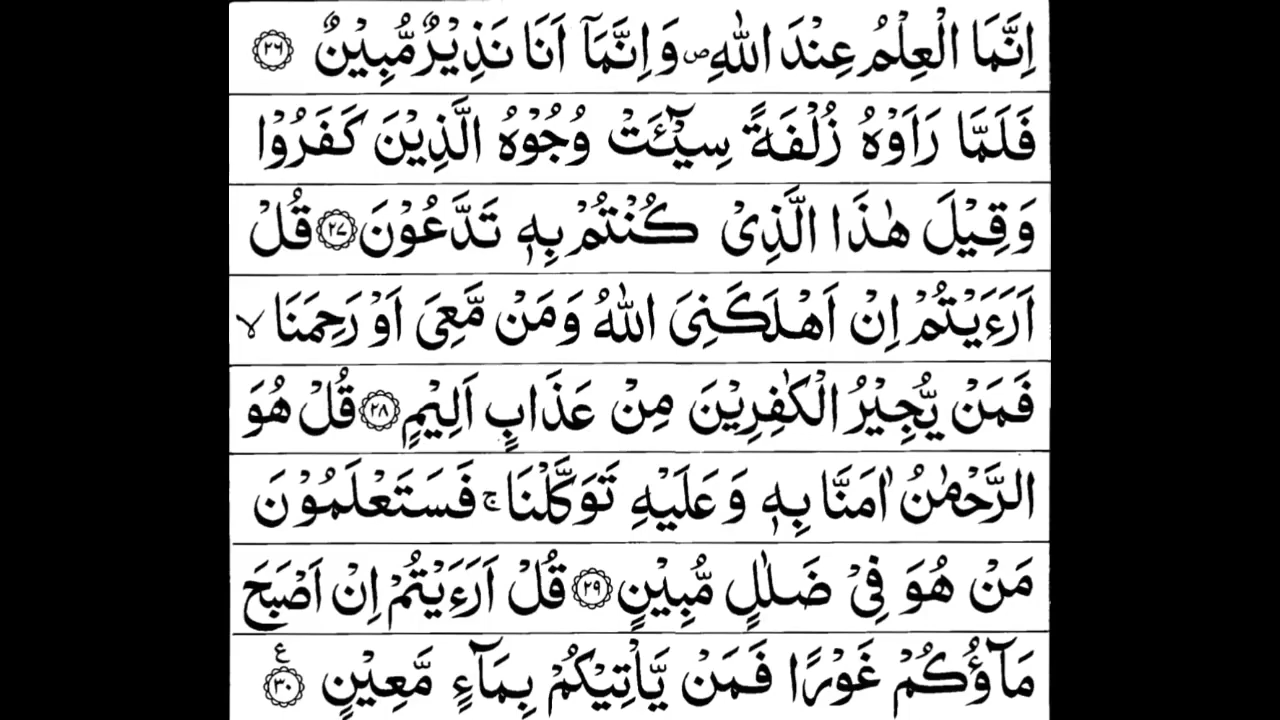 اِنَّمَا الْعِلْمُ عِنْدَ اللّٰهِ ۪ وَاِنَّمَاۤ اَنَا نَذِيْرٌ مُّبِيْنٌ ﴿۲۶﴾
فَلَمَّا رَاَوْهُ زُلْفَةً سِيْٓـَٔتْ وُجُوْهُ الَّذِيْنَ كَفَرُوْا
وَقِيْلَ هٰذَا الَّذِيْ كُنْتُمْ بِهٖ تَدَّعُوْنَ ﴿۲۷﴾ قُلْ
اَرَءَيْتُمْ اِنْ اَهْلَكَنِيَ اللّٰهُ وَمَنْ مَّعِيَ اَوْ رَحِمَنَا ۙ
فَمَنْ يُّجِيْرُ الْكٰفِرِيْنَ مِنْ عَذَابٍ اَلِيْمٍ ﴿۲۸﴾ قُلْ هُوَ
الرَّحْمٰنُ اٰمَنَّا بِهٖ وَعَلَيْهِ تَوَكَّلْنَا ۚ فَسَتَعْلَمُوْنَ
مَنْ هُوَ فِيْ ضَلٰلٍ مُّبِيْنٍ ﴿۲۹﴾ قُلْ اَرَءَيْتُمْ اِنْ اَصْبَحَ
مَآؤُكُمْ غَوْرًا فَمَنْ يَّاْتِيْكُمْ بِمَآءٍ مَّعِيْنٍ ﴿۳۰﴾ ع